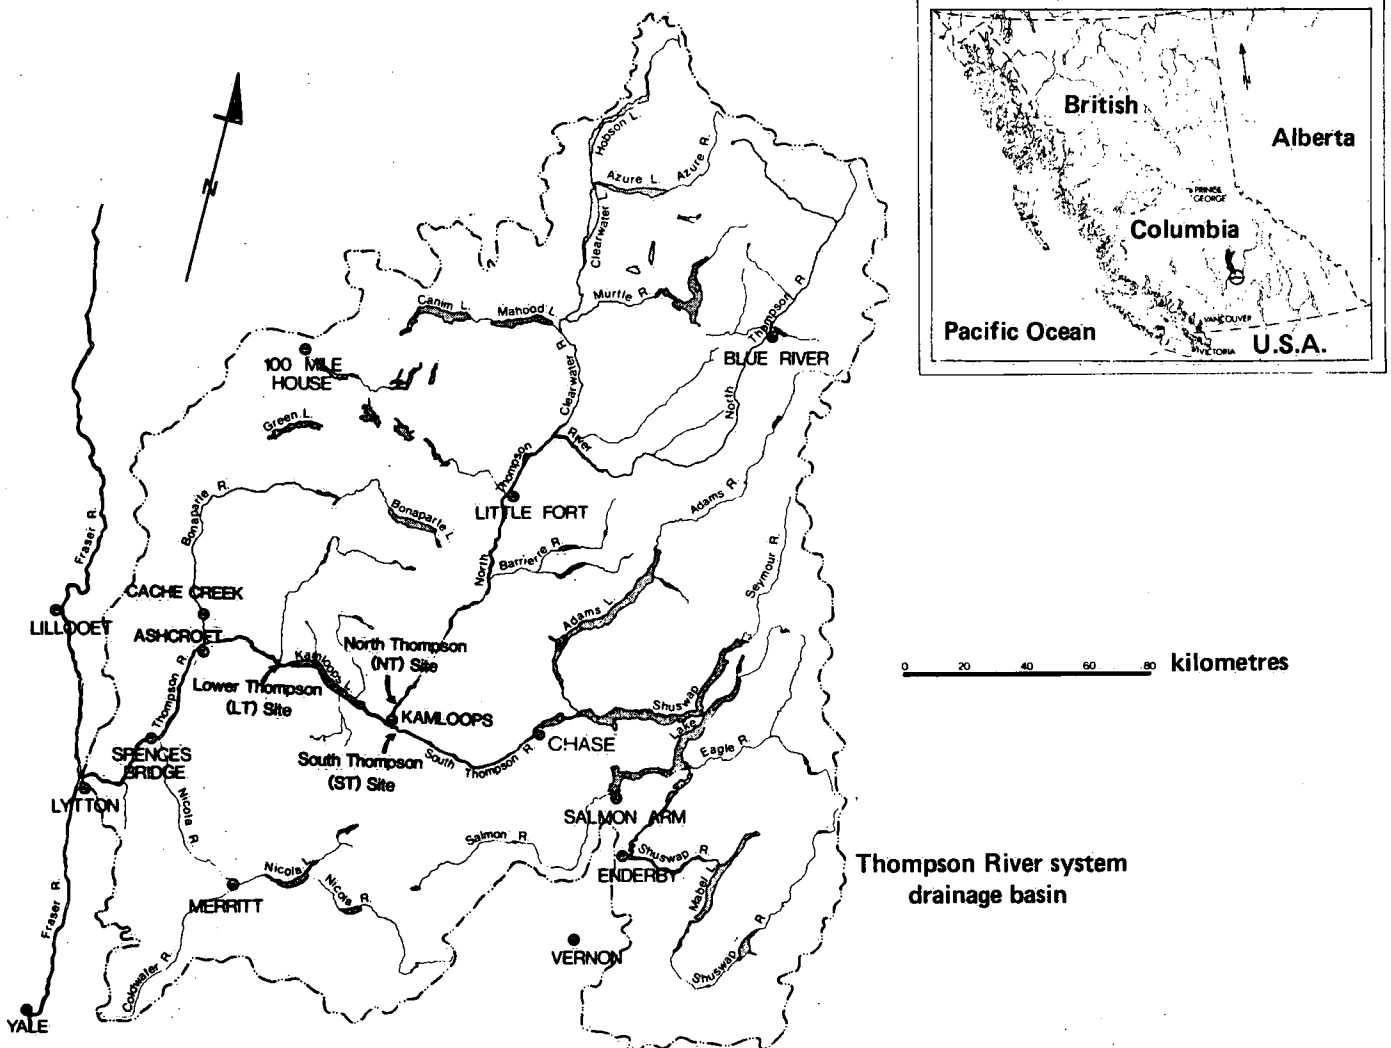 British
Alberta
PRINCE
GEORGE
Columbia
N
VANCOUVER
Pacific Ocean
VICTORIA
U.S.A.
N
Hobson L.
Azure L.
Azure R.
Clearwater L.
Canim L.
Mahood L.
Murtle R.
Thompson R
BLUE RIVER
100 MILE
HOUSE
Clearwater R
North
Green L.
River
Thompson
LITTLE FORT
Bonaparte R.
Bonaparte L.
Adams R.
Fraser R.
North
Barriere R.
Seymour R.
CACHE CREEK
LILLOOET
ASHCROFT
Adams L.
North Thompson
(NT) Site
Kamloops L.
Thompson R.
Lower Thompson
(LT) Site
KAMLOOPS
Shuswap
Lake
0 20 40 60 80 kilometres
CHASE
SPENCES
BRIDGE
South Thompson
(ST) Site
South Thompson R.
Eagle R.
LYTTON
Nicola R.
SALMON ARM
Salmon R.
Shuswap R.
ENDERBY
Nicola L.
Nicola R.
MERRITT
Mabel L.
Thompson River system
drainage basin
Fraser R.
VERNON
Shuswap R
Coldwater R.
YALE